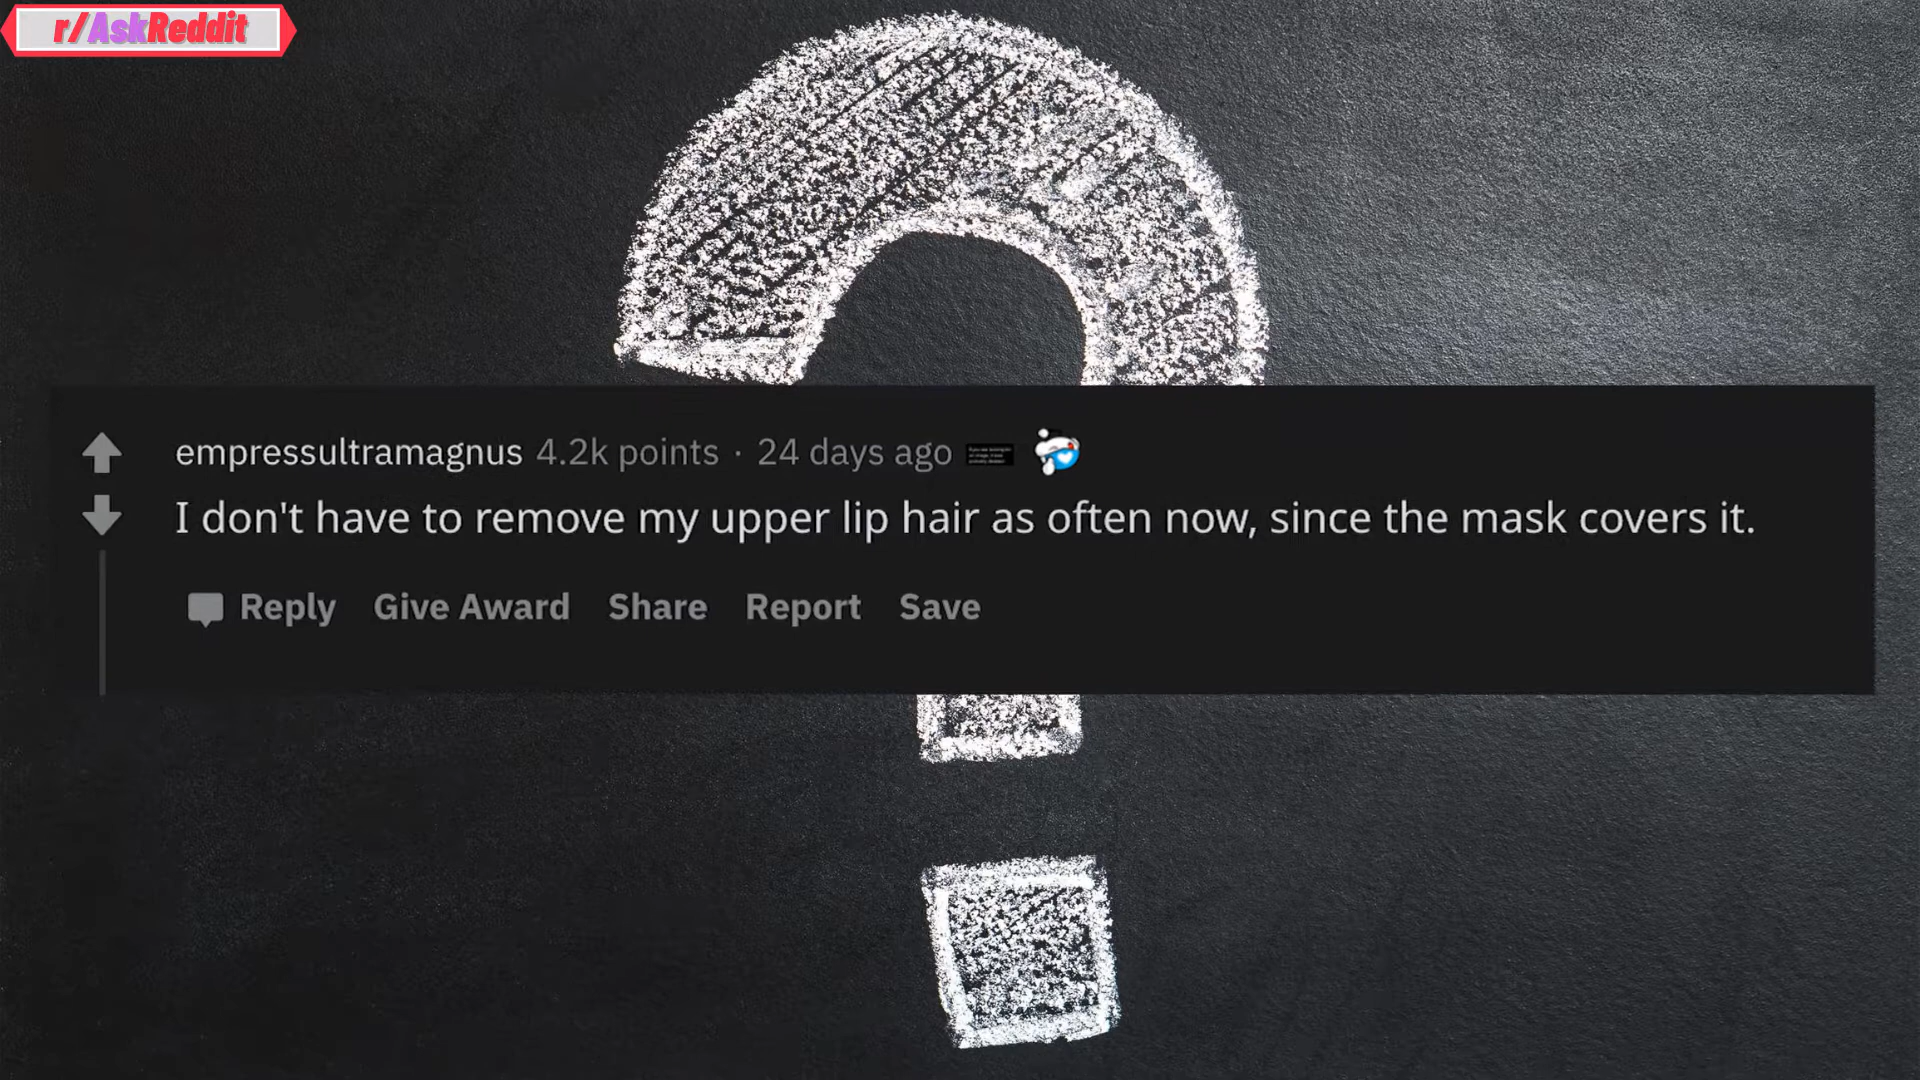 r/AskReddit
empressultramagnus 4.2k points · 24 days ago
I don't have to remove my upper lip hair as often now, since the mask covers it.
Reply Give Award Share Report Save